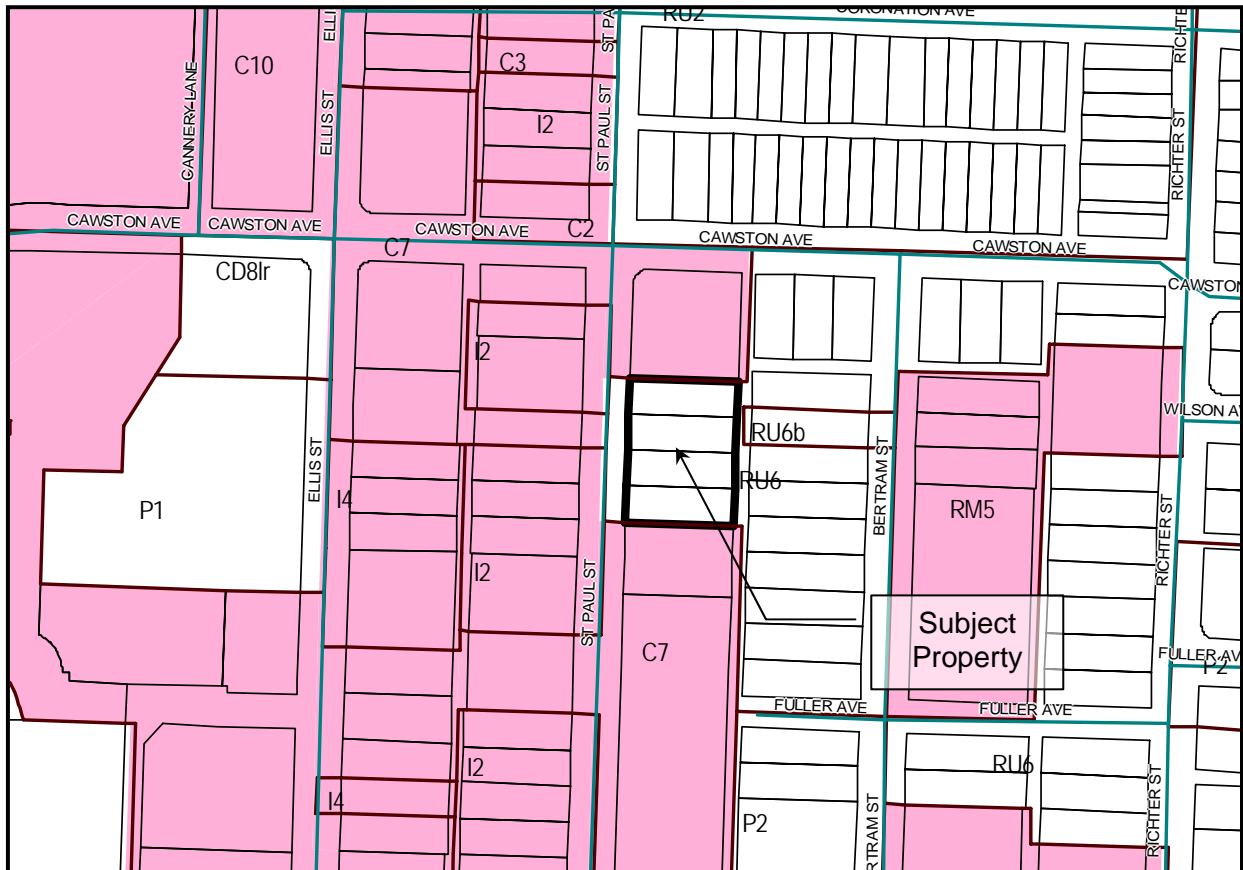 RU2
CORONATION AVE
C10
C3
I2
ELLIS ST
CANNERY LANE
ST PAUL ST
RICHTER ST
CAWSTON AVE
CAWSTON AVE
CAWSTON AVE
C2
CAWSTON AVE
CAWSTON AVE
C7
CD8lr
CAWSTON
I2
WILSON AV
RU6b
RU6
BERTRAM ST
ELLIS ST
I4
P1
RM5
RICHTER ST
I2
ST PAUL ST
C7
Subject
Property
FULLER AV
P2
FULLER AVE
FULLER AVE
I2
RU6
I4
P2
RTRAM ST
RICHTER ST